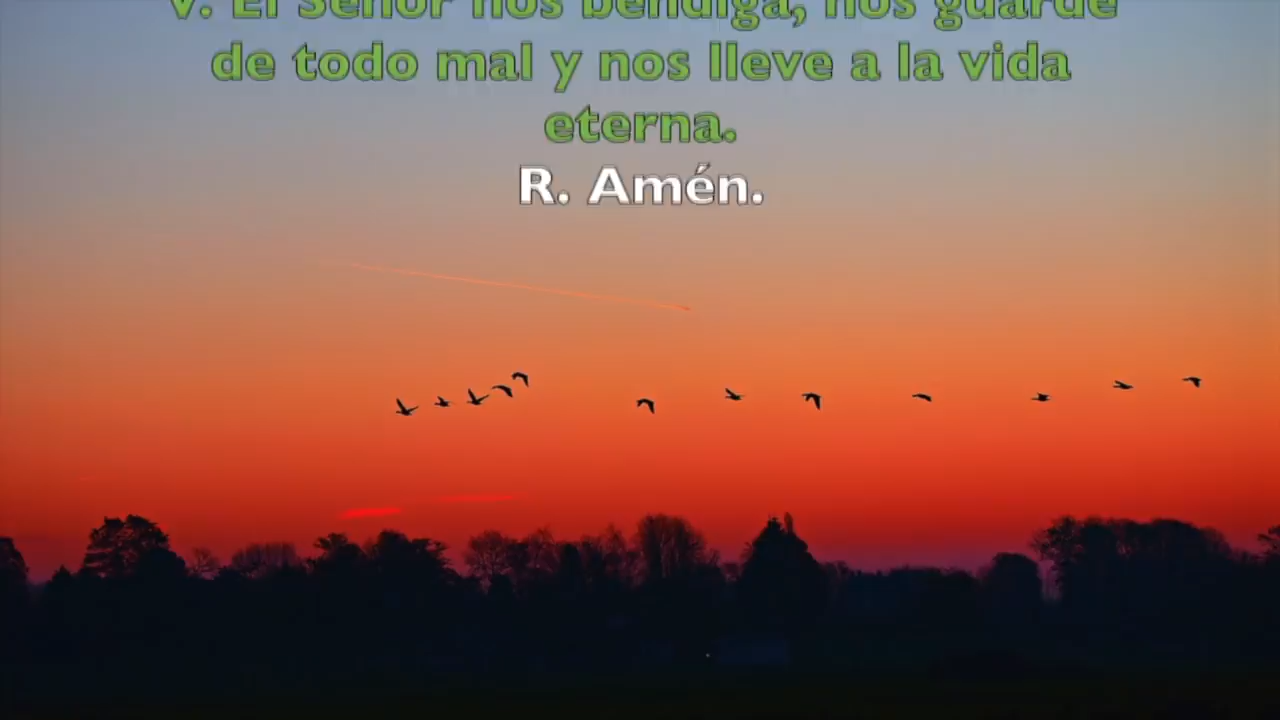 V. El Señor nos bendiga, nos guarde
de todo mal y nos lleve a la vida
eterna.
R. Amén.